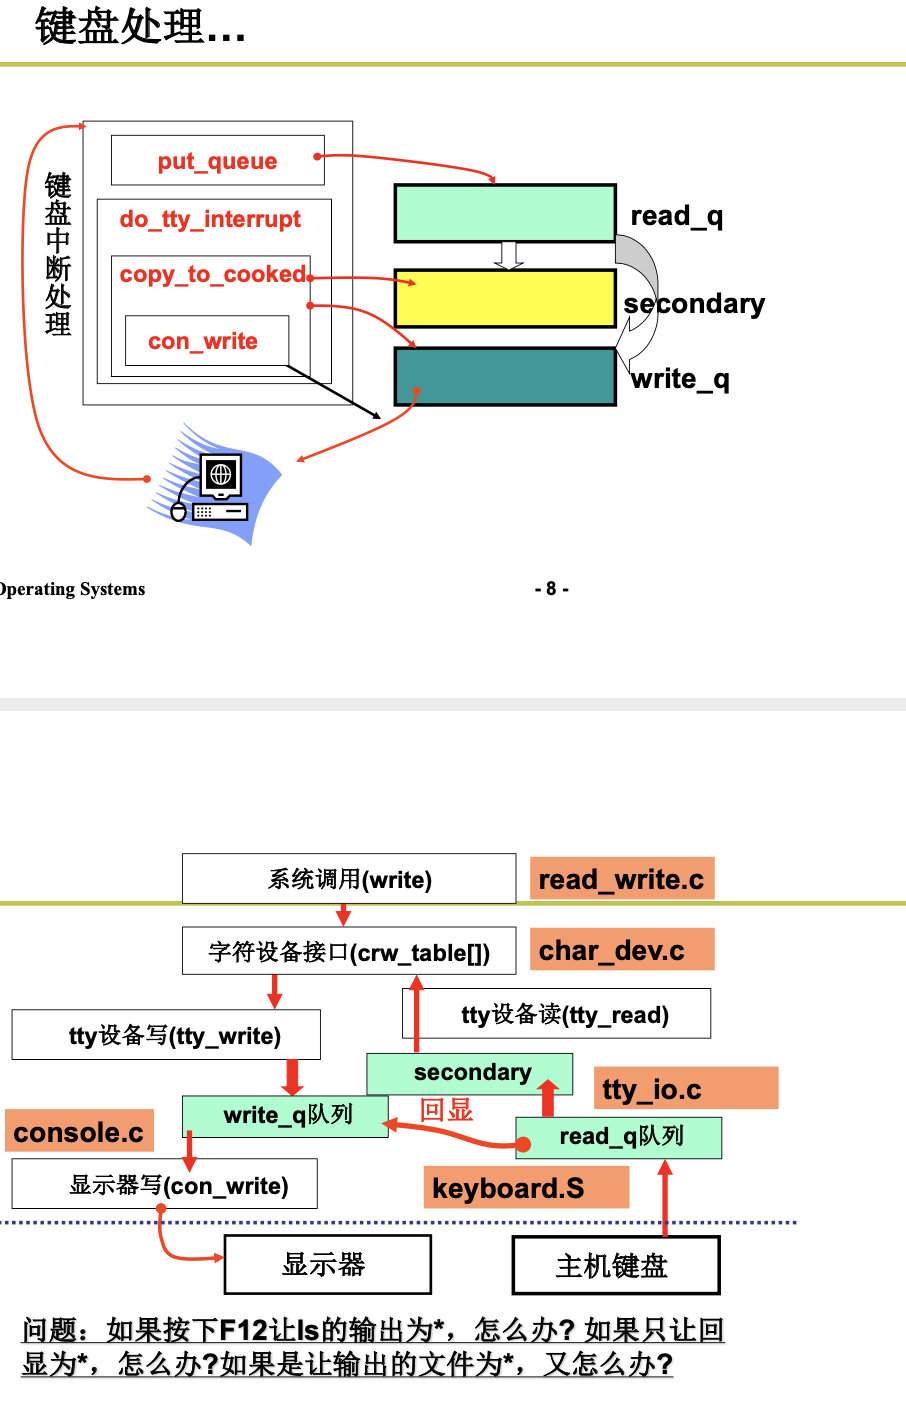 键盘处理...
键盘中断处理
put_queue
do_tty_interrupt
copy_to_cooked
con_write
read_q
secondary
write_q
Operating Systems
- 8 -
系统调用(write)
read_write.c
字符设备接口(crw_table[])
char_dev.c
tty设备写(tty_write)
tty设备读(tty_read)
secondary
tty_io.c
write_q队列
回显
console.c
read_q队列
显示器写(con_write)
keyboard.S
显示器
主机键盘
问题：如果按下F12让ls的输出为*，怎么办? 如果只让回
显为*，怎么办?如果是让输出的文件为*，又怎么办?